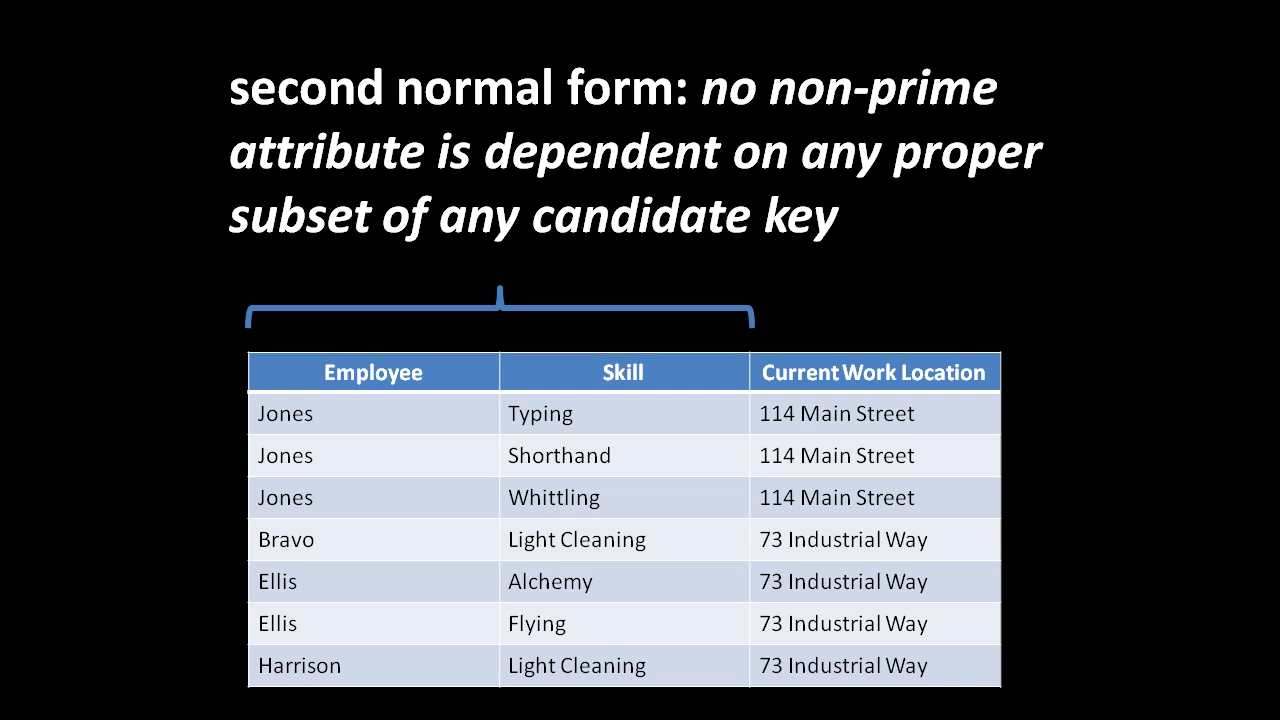 second normal form: no non-prime
attribute is dependent on any proper
subset of any candidate key
Employee Skill Current Work Location
Jones Typing 114 Main Street
Jones Shorthand 114 Main Street
Jones Whittling 114 Main Street
Bravo Light Cleaning 73 Industrial Way
Ellis Alchemy 73 Industrial Way
Ellis Flying 73 Industrial Way
Harrison Light Cleaning 73 Industrial Way